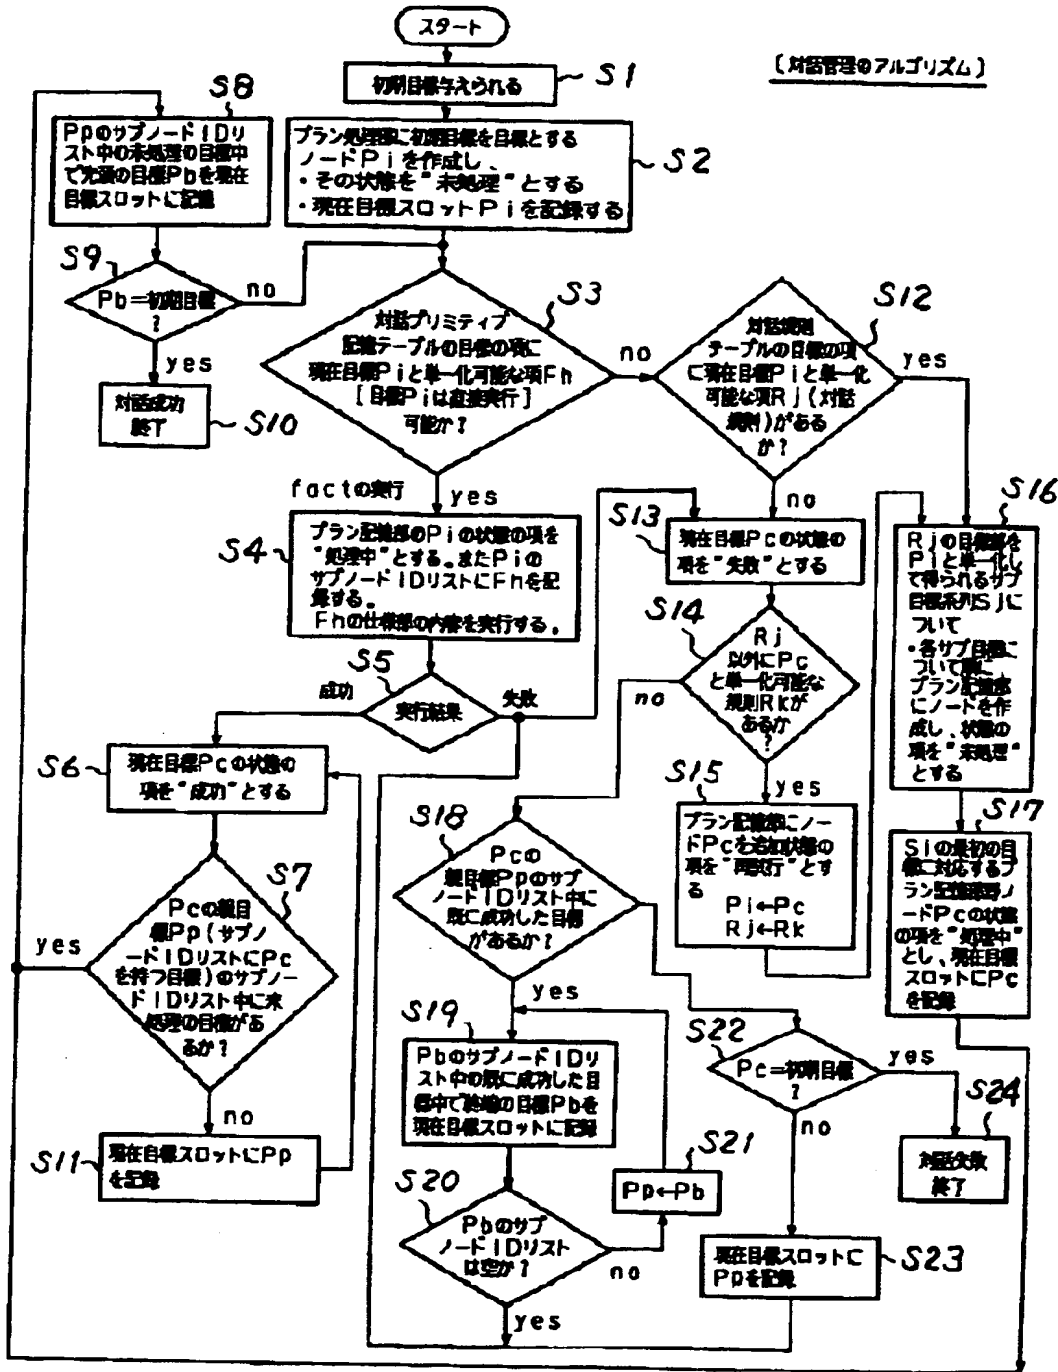 スタート
〔対話管理のアルゴリズム〕
S1
初期目標与えられる
S2
プラン処理部に初期目標を目標とする
ノードPiを作成し、
・その状態を"未処理"とする
・現在目標スロットPiを記録する
S8
PpのサブノードIDリ
スト中の未処理の目標中
で先頭の目標Pbを現在
目標スロットに記録
S9
Pb=初期目標
?
no
yes
対話成功
終了
S10
S3
対話プリミティブ
記憶テーブルの目標の項に
現在目標Piと単一化可能な項Fh
[目標Piは直接実行]
可能か?
no
yes
factの実行
S12
対話規則
テーブルの目標の項
に現在目標Piと単一化
可能な項Rj(対話
規則)がある
か?
yes
no
S4
プラン記憶部のPiの状態の項を
"処理中"とする。またPiの
サブノードIDリストにFhを記
録する。
Fhの仕様部の内容を実行する。
S5
成功
実行結果
失敗
S13
現在目標Pcの状態の
項を"失敗"とする
S14
Rj
以外にPc
と単一化可能な
規則Rkが
あるか
?
no
yes
S16
Rjの目標部を
Piと単一化し
て得られるサブ
目標系列Sjに
ついて
・各サブ目標に
ついて順に
プラン記憶部
にノードを作
成し、状態の
項を"未処理"
とする
S6
現在目標Pcの状態の
項を"成功"とする
S15
プラン記憶部にノー
ドPcを追加状態の
項を"再試行"とす
る
Pi←Pc
Rj←Rk
S17
Siの最初の目
標に対応するプ
ラン記憶部のノ
ードPcの状態
の項を"処理中"
とし、現在目標
スロットにPc
を記録
S7
Pcの親目
標Pp(サブノ
ードIDリストにPc
を持つ目標)のサブノー
ドIDリスト中に未
処理の目標があ
るか?
yes
no
S18
Pcの
親目標Ppのサブ
ノードIDリスト中に
既に成功した目標
があるか?
yes
S11
現在目標スロットにPp
を記録
S19
PbのサブノードIDリ
スト中の既に成功した目
標中で終端の目標Pbを
現在目標スロットに記録
S22
Pc=初期目標
?
yes
no
S24
対話失敗
終了
S21
Pp←Pb
S20
Pbのサブ
ノードIDリスト
は空か?
no
yes
現在目標スロットに
Ppを記録
S23